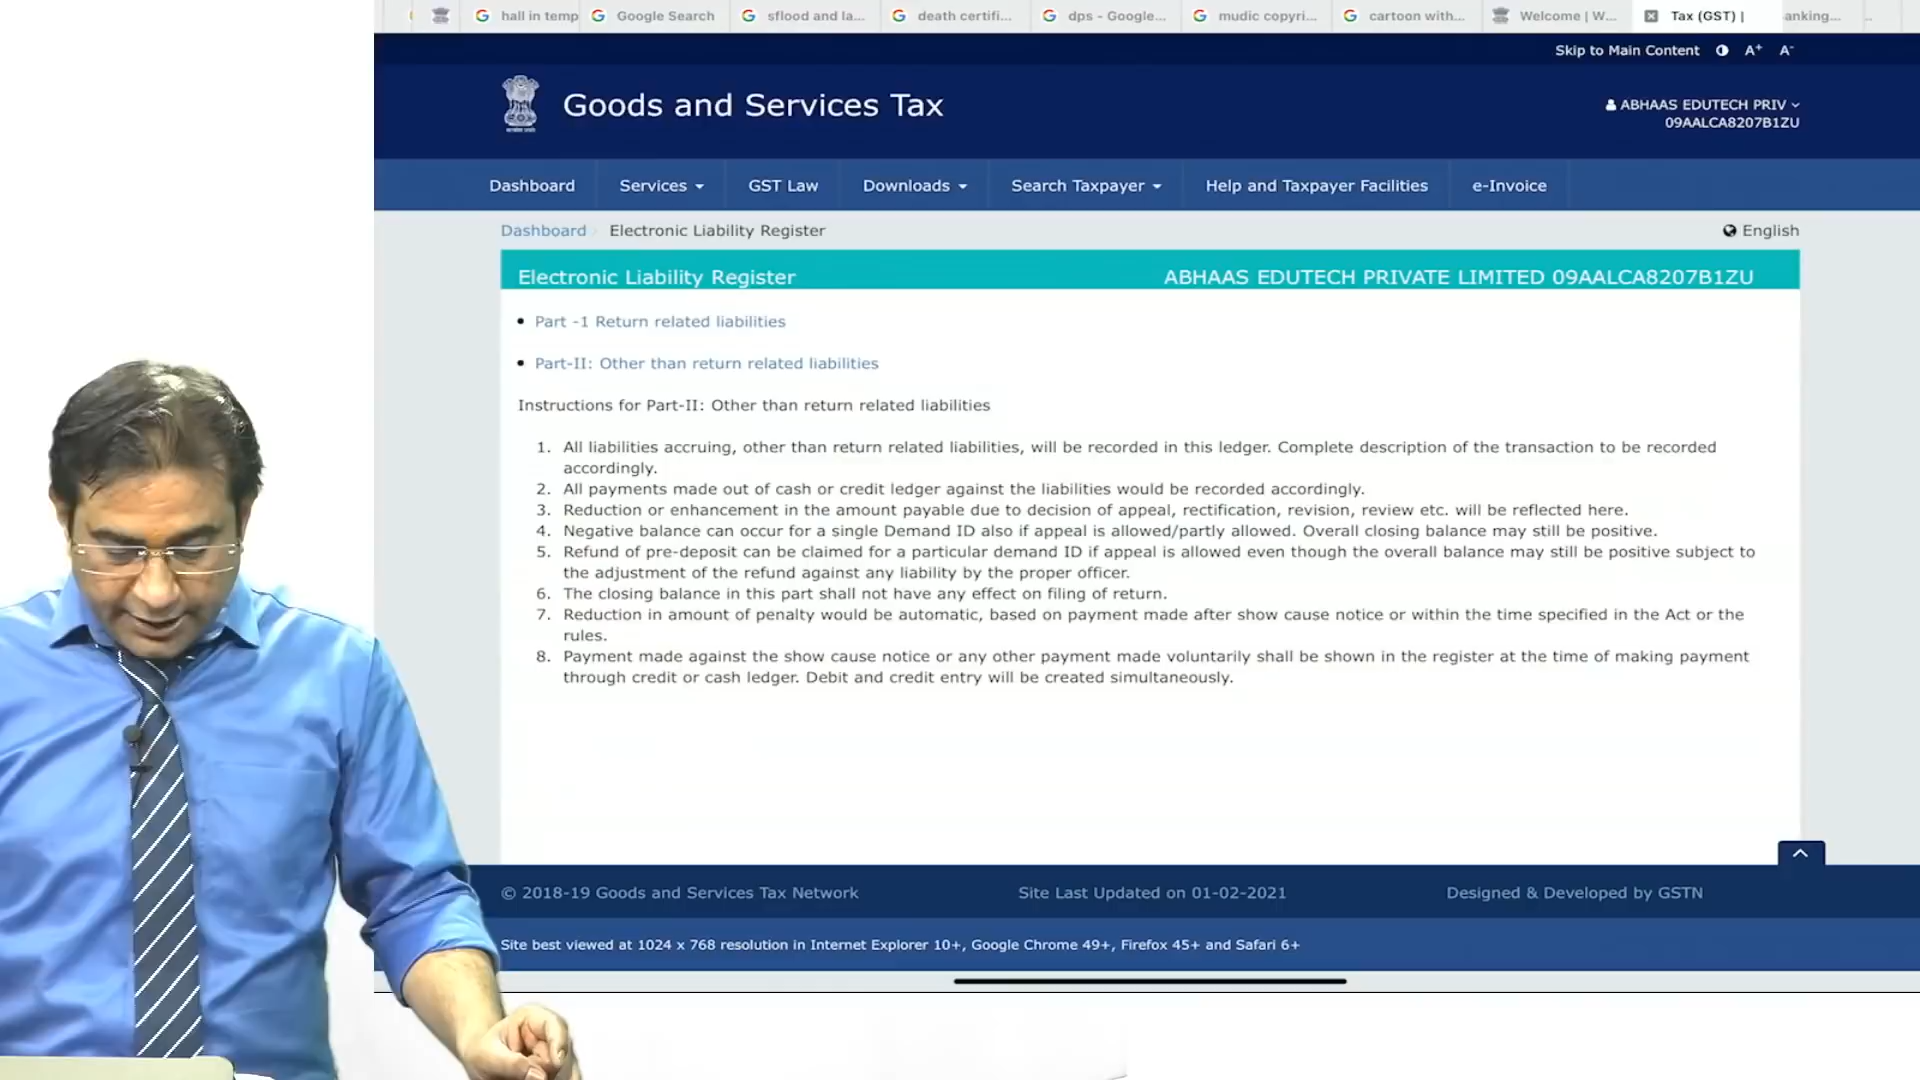 hall in temp
Google Search
sflood and la...
death certifi...
dps - Google...
mudic copyri...
cartoon with...
Welcome | W...
Tax (GST) |
anking...
Skip to Main Content A+ A-
Goods and Services Tax
ABHAAS EDUTECH PRIV
09AALCA8207B1ZU
Dashboard Services GST Law Downloads Search Taxpayer Help and Taxpayer Facilities e-Invoice
Dashboard Electronic Liability Register English
Electronic Liability Register ABHAAS EDUTECH PRIVATE LIMITED 09AALCA8207B1ZU
• Part -1 Return related liabilities
• Part-II: Other than return related liabilities
Instructions for Part-II: Other than return related liabilities
1. All liabilities accruing, other than return related liabilities, will be recorded in this ledger. Complete description of the transaction to be recorded
accordingly.
2. All payments made out of cash or credit ledger against the liabilities would be recorded accordingly.
3. Reduction or enhancement in the amount payable due to decision of appeal, rectification, revision, review etc. will be reflected here.
4. Negative balance can occur for a single Demand ID also if appeal is allowed/partly allowed. Overall closing balance may still be positive.
5. Refund of pre-deposit can be claimed for a particular demand ID if appeal is allowed even though the overall balance may still be positive subject to
the adjustment of the refund against any liability by the proper officer.
6. The closing balance in this part shall not have any effect on filing of return.
7. Reduction in amount of penalty would be automatic, based on payment made after show cause notice or within the time specified in the Act or the
rules.
8. Payment made against the show cause notice or any other payment made voluntarily shall be shown in the register at the time of making payment
through credit or cash ledger. Debit and credit entry will be created simultaneously.
© 2018-19 Goods and Services Tax Network Site Last Updated on 01-02-2021 Designed & Developed by GSTN
Site best viewed at 1024 x 768 resolution in Internet Explorer 10+, Google Chrome 49+, Firefox 45+ and Safari 6+